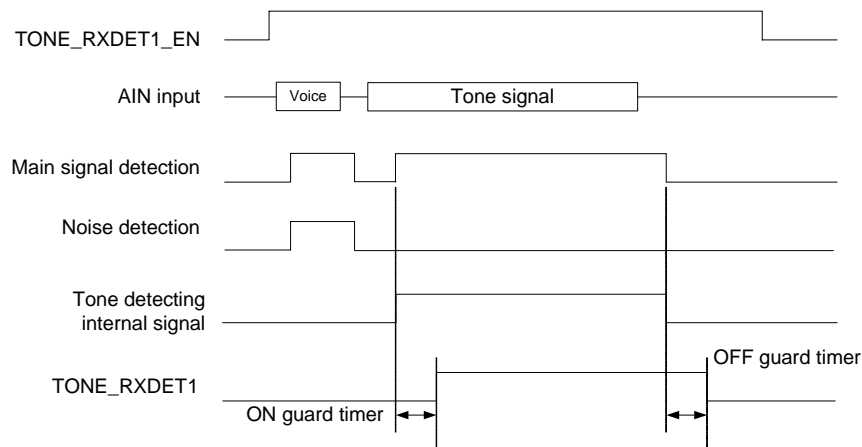 TONE_RXDET1_EN
AIN input
Voice
Tone signal
Main signal detection
Noise detection
Tone detecting
internal signal
OFF guard timer
TONE_RXDET1
ON guard timer